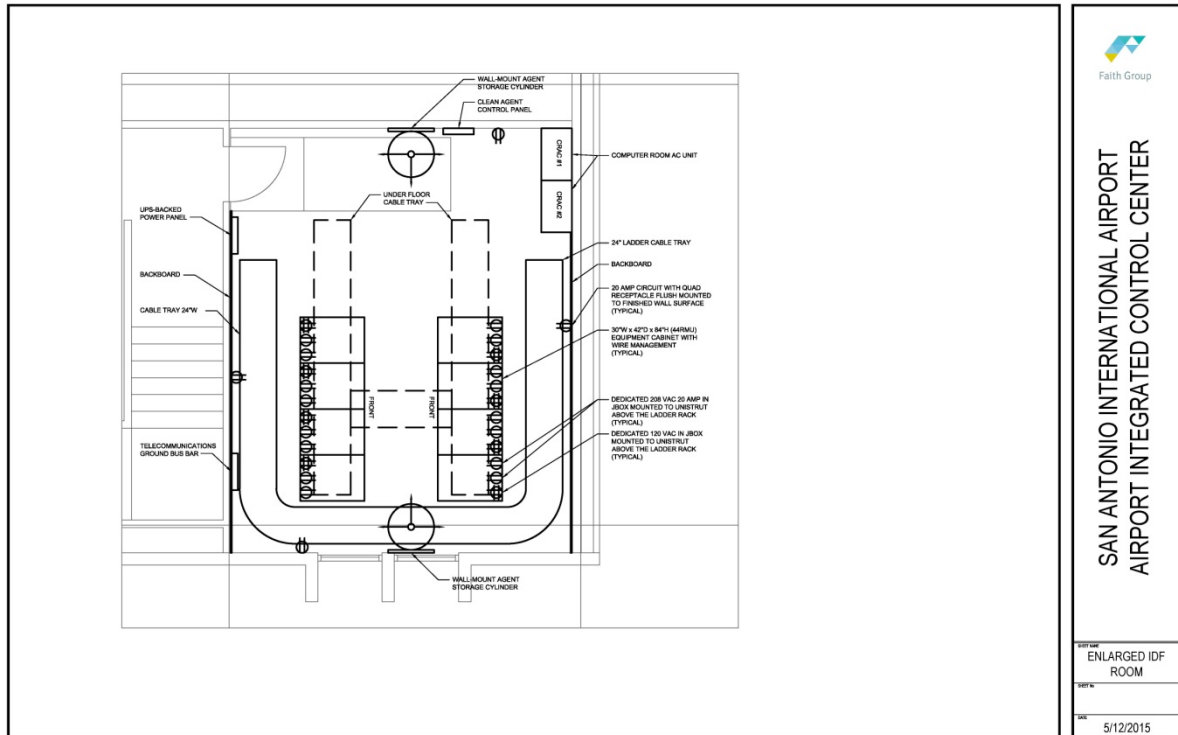 WALL-MOUNT AGENT
STORAGE CYLINDER
CLEAN AGENT
CONTROL PANEL
CRAC #1
CRAC #2
COMPUTER ROOM AC UNIT
UNDER FLOOR
CABLE TRAY
UPS-BACKED
POWER PANEL
24" LADDER CABLE TRAY
BACKBOARD
BACKBOARD
20 AMP CIRCUIT WITH QUAD
RECEPTACLE FLUSH MOUNTED
TO FINISHED WALL SURFACE
(TYPICAL)
CABLE TRAY 24"W
30"W x 42"D x 84"H (44RMU)
EQUIPMENT CABINET WITH
WIRE MANAGEMENT
(TYPICAL)
FRONT
FRONT
DEDICATED 208 VAC 20 AMP IN
JBOX MOUNTED TO UNISTRUT
ABOVE THE LADDER RACK
(TYPICAL)
DEDICATED 120 VAC IN JBOX
MOUNTED TO UNISTRUT
ABOVE THE LADDER RACK
(TYPICAL)
TELECOMMUNICATIONS
GROUND BUS BAR
WALL-MOUNT AGENT
STORAGE CYLINDER
Faith Group
SAN ANTONIO INTERNATIONAL AIRPORT
AIRPORT INTEGRATED CONTROL CENTER
SHEET NAME
ENLARGED IDF
ROOM
SHEET No
DATE
5/12/2015